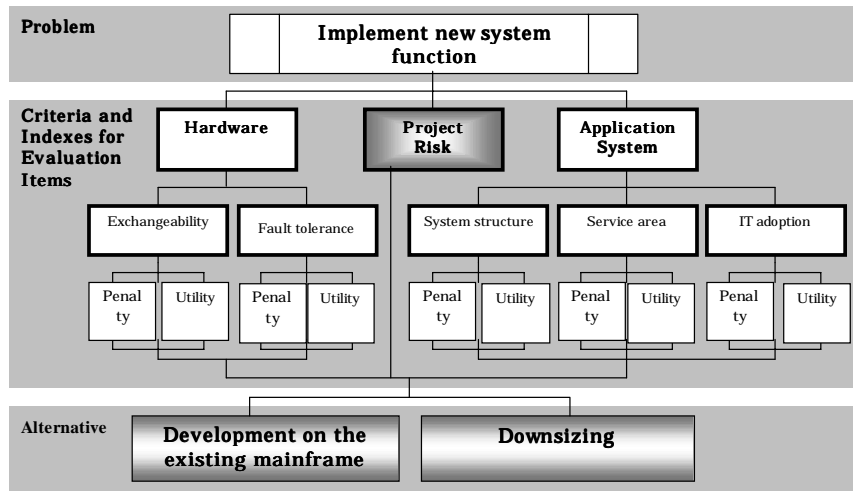 Problem
Implement new system
function
Criteria and
Indexes for
Evaluation
Items
Hardware
Project
Risk
Application
System
Exchangeability
Fault tolerance
System structure
Service area
IT adoption
Penal
ty
Utility
Penal
ty
Utility
Penal
ty
Utility
Penal
ty
Utility
Penal
ty
Utility
Alternative
Development on the
existing mainframe
Downsizing